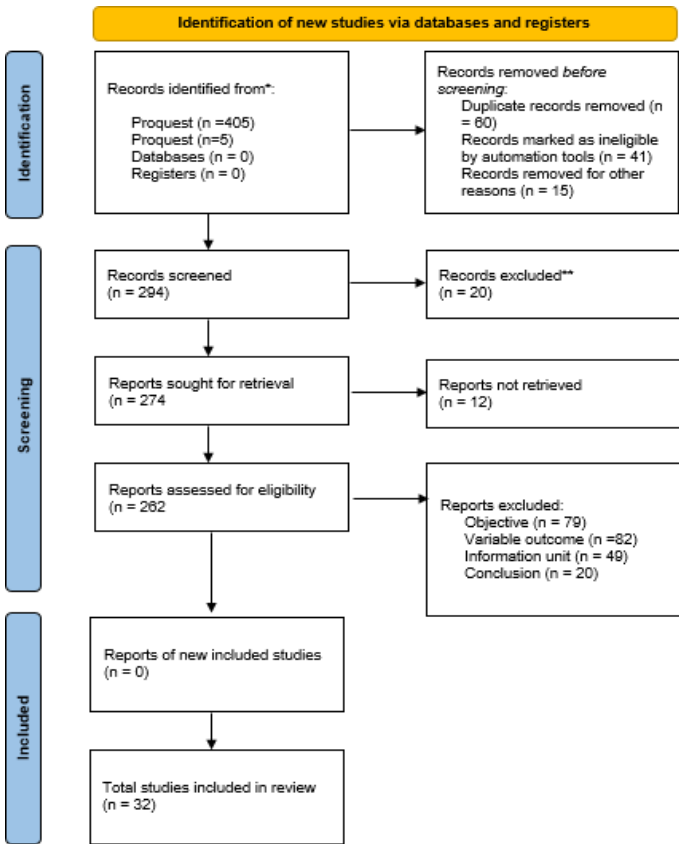 Identification of new studies via databases and registers
Identification
Records identified from*:
Proquest (n =405)
Proquest (n=5)
Databases (n = 0)
Registers (n = 0)
Records removed before
screening:
Duplicate records removed (n
= 60)
Records marked as ineligible
by automation tools (n = 41)
Records removed for other
reasons (n = 15)
Screening
Records screened
(n = 294)
Records excluded**
(n = 20)
Reports sought for retrieval
(n = 274
Reports not retrieved
(n = 12)
Reports assessed for eligibility
(n = 262
Reports excluded:
Objective (n = 79)
Variable outcome (n =82)
Information unit (n = 49)
Conclusion (n = 20)
Included
Reports of new included studies
(n = 0)
Total studies included in review
(n = 32)